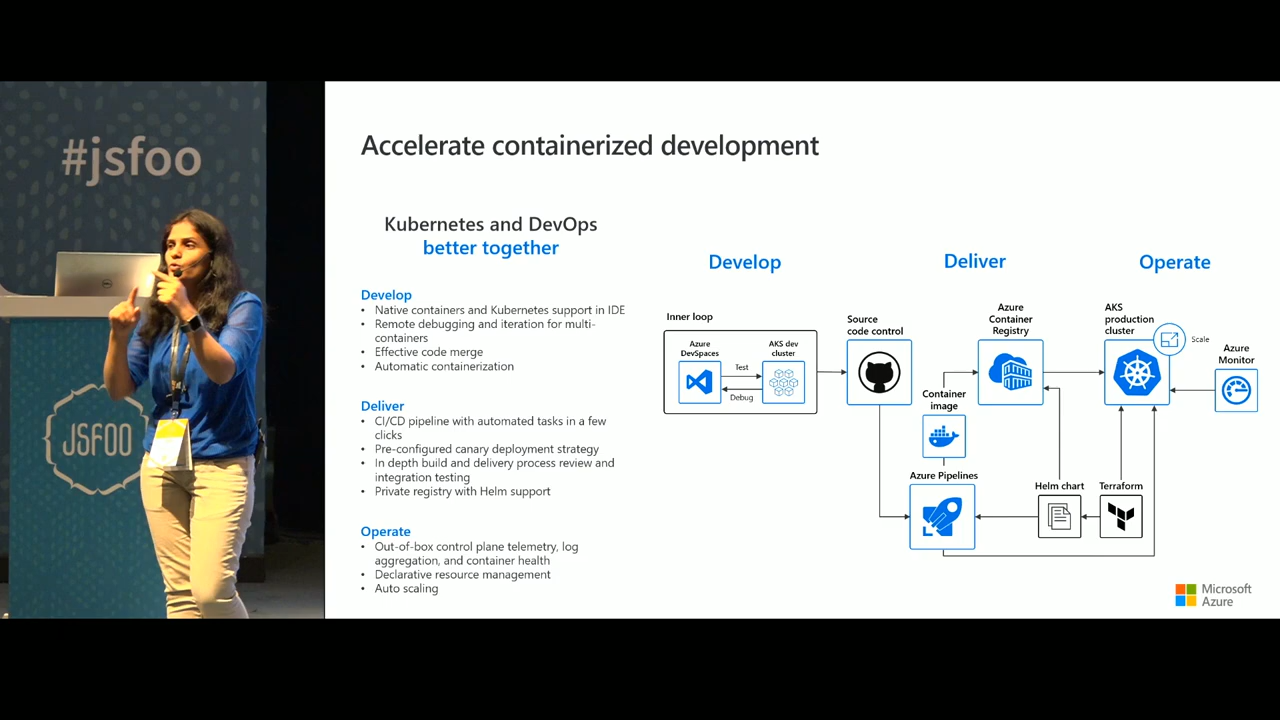 #jsfoo
DELL
JSFOO
Accelerate containerized development
Kubernetes and DevOps
better together
Develop
• Native containers and Kubernetes support in IDE
• Remote debugging and iteration for multi-
containers
• Effective code merge
• Automatic containerization
Deliver
• CI/CD pipeline with automated tasks in a few
clicks
• Pre-configured canary deployment strategy
• In depth build and delivery process review and
integration testing
• Private registry with Helm support
Operate
• Out-of-box control plane telemetry, log
aggregation, and container health
• Declarative resource management
• Auto scaling
Develop
Deliver
Operate
Inner loop
Azure
DevSpaces
Test
Debug
AKS dev
cluster
Source
code control
Azure
Container
Registry
AKS
production
cluster
Scale
Azure
Monitor
Container
image
Azure Pipelines
Helm chart
Terraform
Microsoft
Azure